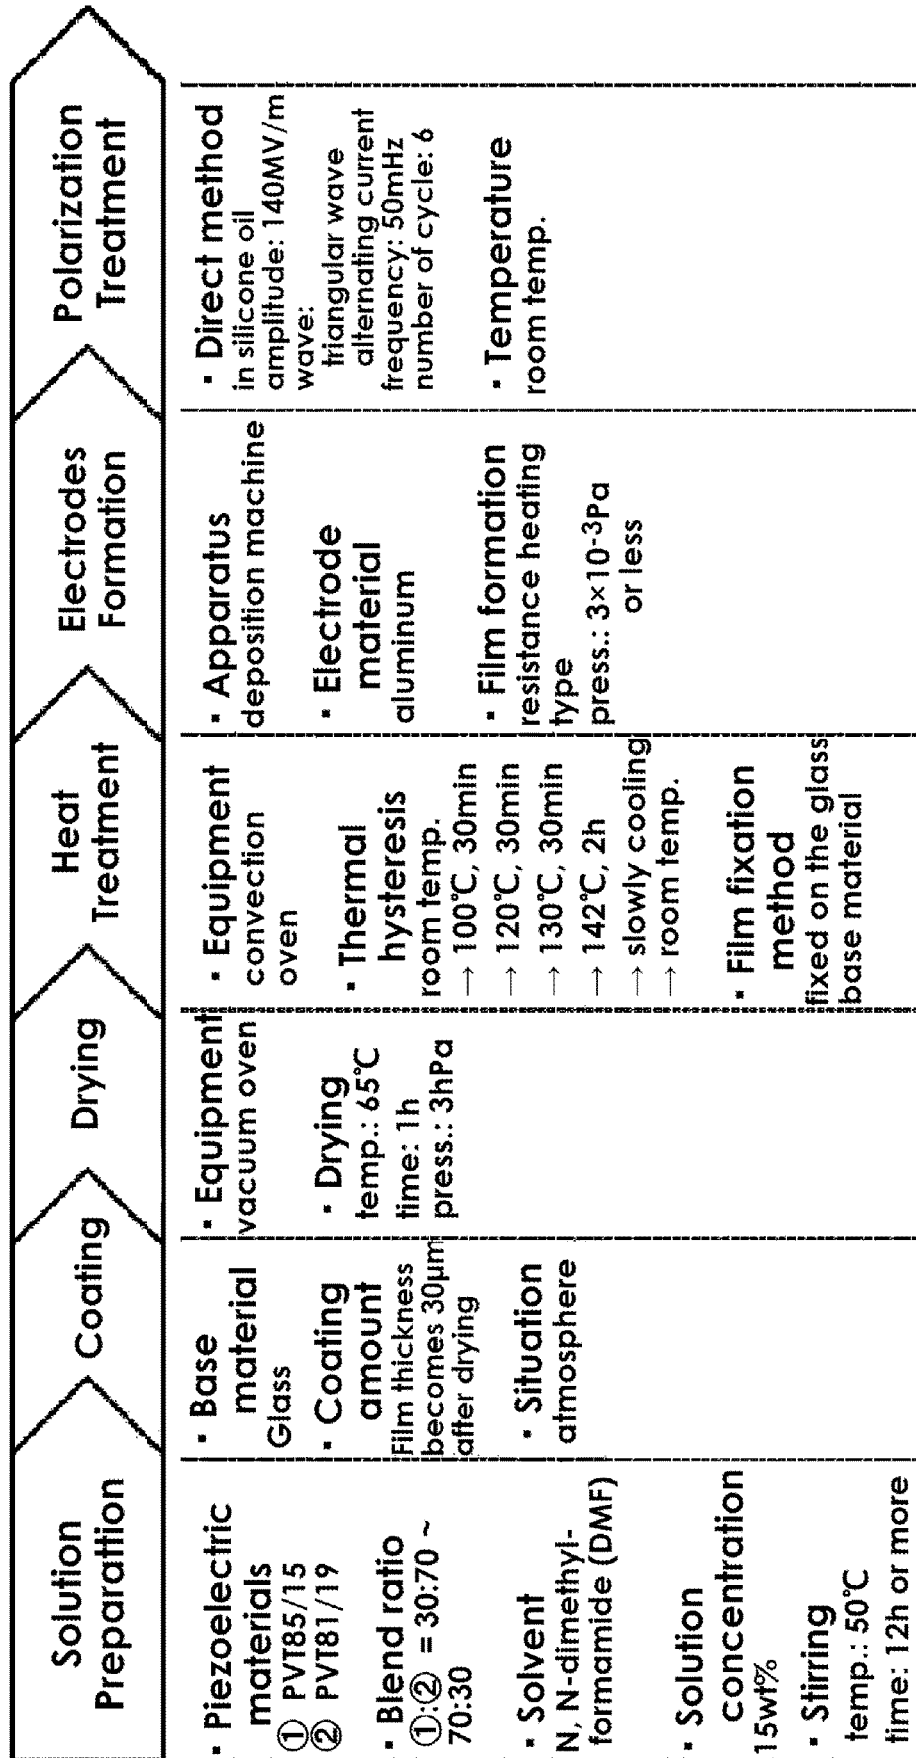 Solution
Preparation
Coating
Drying
Heat
Treatment
Electrodes
Formation
Polarization
Treatment
▪ Piezoelectric
materials
① PVT85/15
② PVT81/19
▪ Blend ratio
①:② = 30:70 ~
70:30
▪ Solvent
N, N-dimethyl-
formamide (DMF)
▪ Solution
concentration
15wt%
▪ Stirring
temp.: 50℃
time: 12h or more
▪ Base
material
Glass
▪ Coating
amount
Film thickness
becomes 30μm
after drying
▪ Situation
atmosphere
▪ Equipment
vacuum oven
▪ Drying
temp.: 65℃
time: 1h
press.: 3hPa
▪ Equipment
convection
oven
▪ Thermal
hysteresis
room temp.
→ 100℃, 30min
→ 120℃, 30min
→ 130℃, 30min
→ 142℃, 2h
→ slowly cooling
→ room temp.
▪ Film fixation
method
fixed on the glass
base material
▪ Apparatus
deposition machine
▪ Electrode
material
aluminum
▪ Film formation
resistance heating
type
press.: 3×10⁻³Pa
or less
▪ Direct method
in silicone oil
amplitude: 140MV/m
wave:
triangular wave
alternating current
frequency: 50mHz
number of cycle: 6
▪ Temperature
room temp.